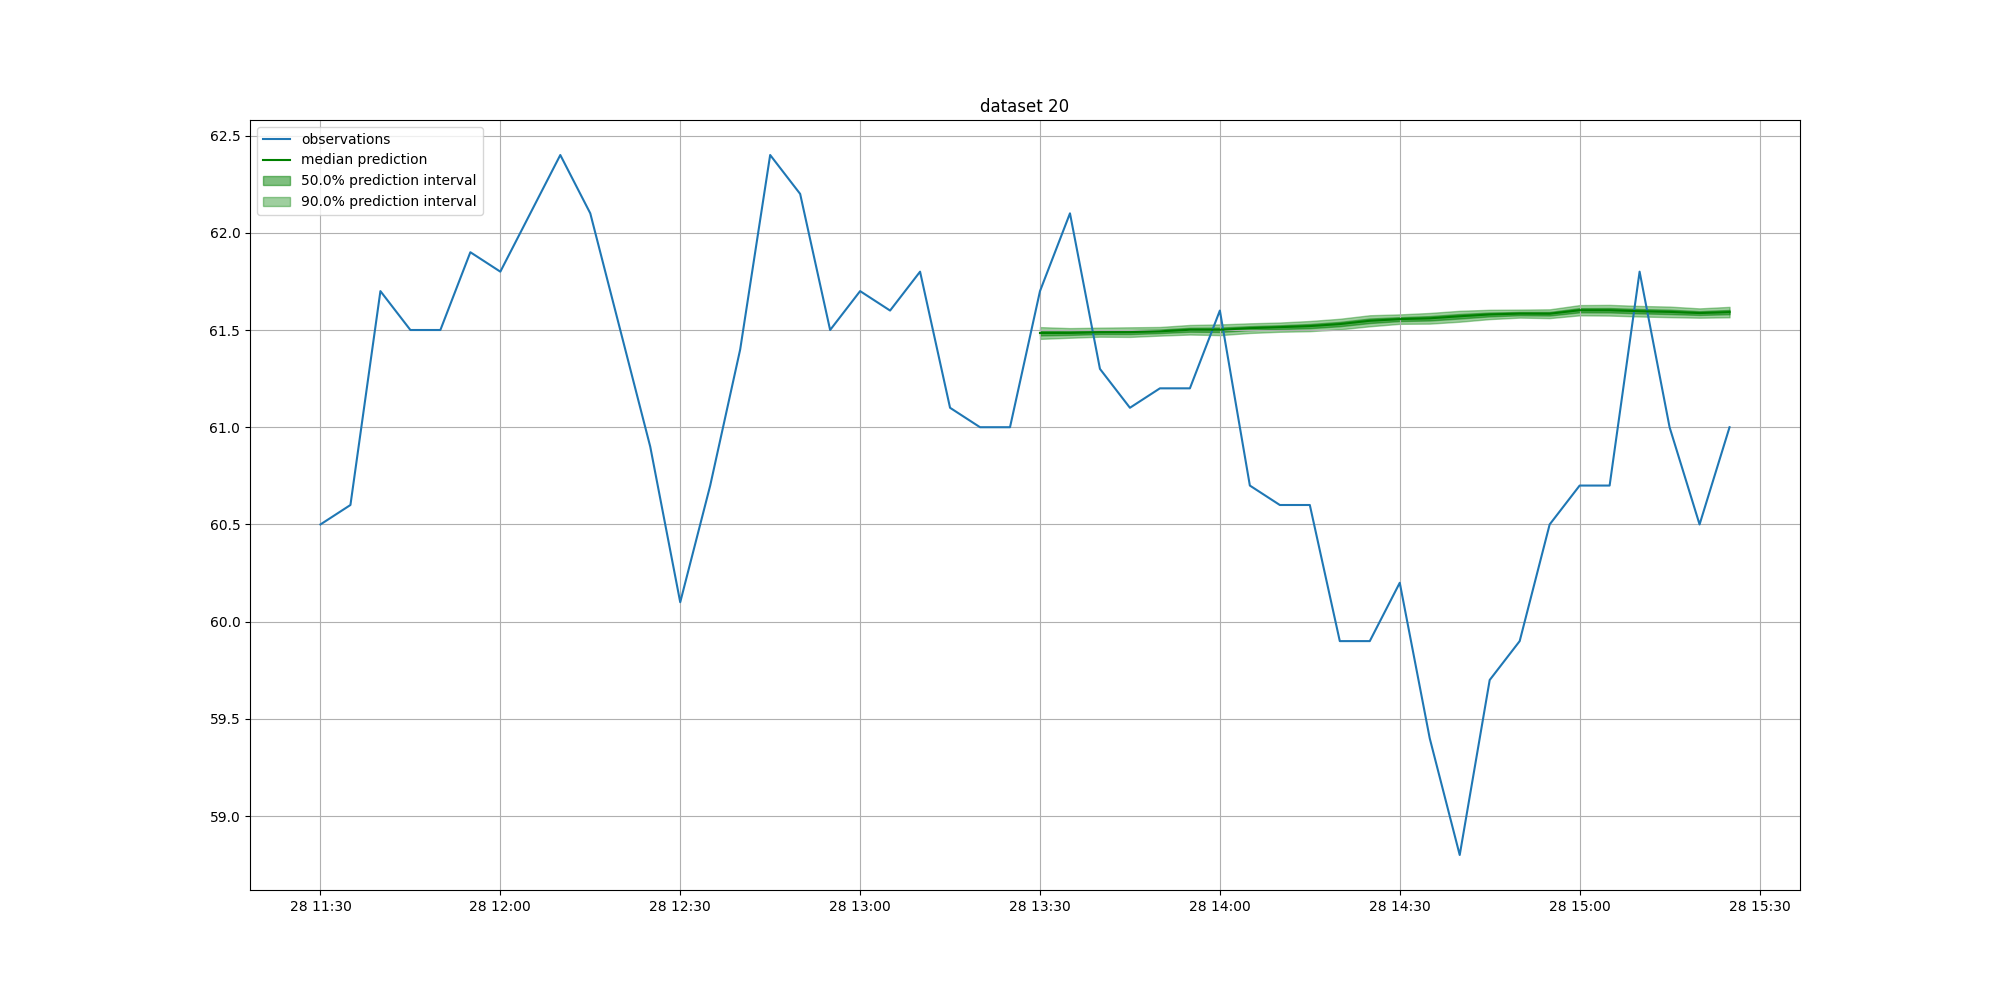 dataset 20
observations
median prediction
50.0% prediction interval
90.0% prediction interval
62.5
62.0
61.5
61.0
60.5
60.0
59.5
59.0
28 11:30 28 12:00 28 12:30 28 13:00 28 13:30 28 14:00 28 14:30 28 15:00 28 15:30